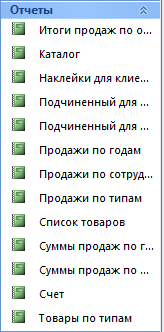 Отчеты
Итоги продаж по о...
Каталог
Наклейки для клие...
Подчиненный для ...
Подчиненный для ...
Продажи по годам
Продажи по сотруд...
Продажи по типам
Список товаров
Суммы продаж по г...
Суммы продаж по ...
Счет
Товары по типам